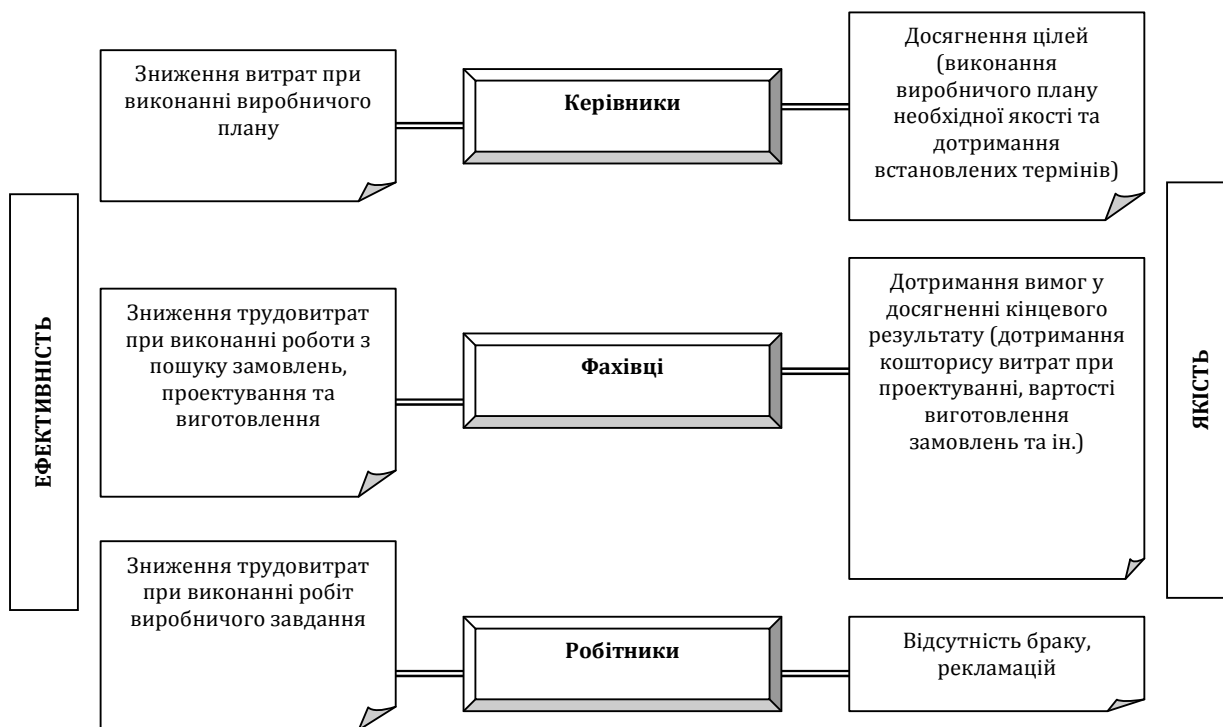 Зниження витрат при
виконанні виробничого
плану
Керівники
Досягнення цілей
(виконання
виробничого плану
необхідної якості та
дотримання
встановлених термінів)
ЕФЕКТИВНІСТЬ
Зниження трудовитрат
при виконанні роботи з
пошуку замовлень,
проектування та
виготовлення
Фахівці
Дотримання вимог у
досягненні кінцевого
результату (дотримання
кошторису витрат при
проектуванні, вартості
виготовлення
замовлень та ін.)
ЯКІСТЬ
Зниження трудовитрат
при виконанні робіт
виробничого завдання
Робітники
Відсутність браку,
рекламацій